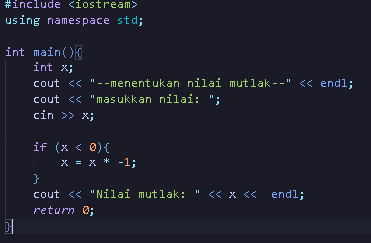 #include <iostream>
using namespace std;
int main(){
int x;
cout << "--menentukan nilai mutlak--" << endl;
cout << "masukkan nilai: ";
cin >> x;
if (x < 0){
x = x * -1;
}
cout << "Nilai mutlak: " << x <<  endl;
return 0;
}